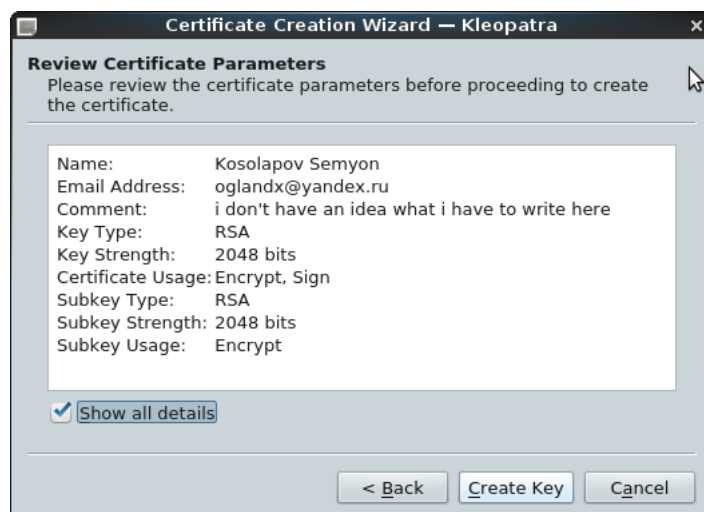 Certificate Creation Wizard — Kleopatra
Review Certificate Parameters
Please review the certificate parameters before proceeding to create
the certificate.
Name: Kosolapov Semyon
Email Address: oglandx@yandex.ru
Comment: i don't have an idea what i have to write here
Key Type: RSA
Key Strength: 2048 bits
Certificate Usage: Encrypt, Sign
Subkey Type: RSA
Subkey Strength: 2048 bits
Subkey Usage: Encrypt
Show all details
< Back Create Key Cancel